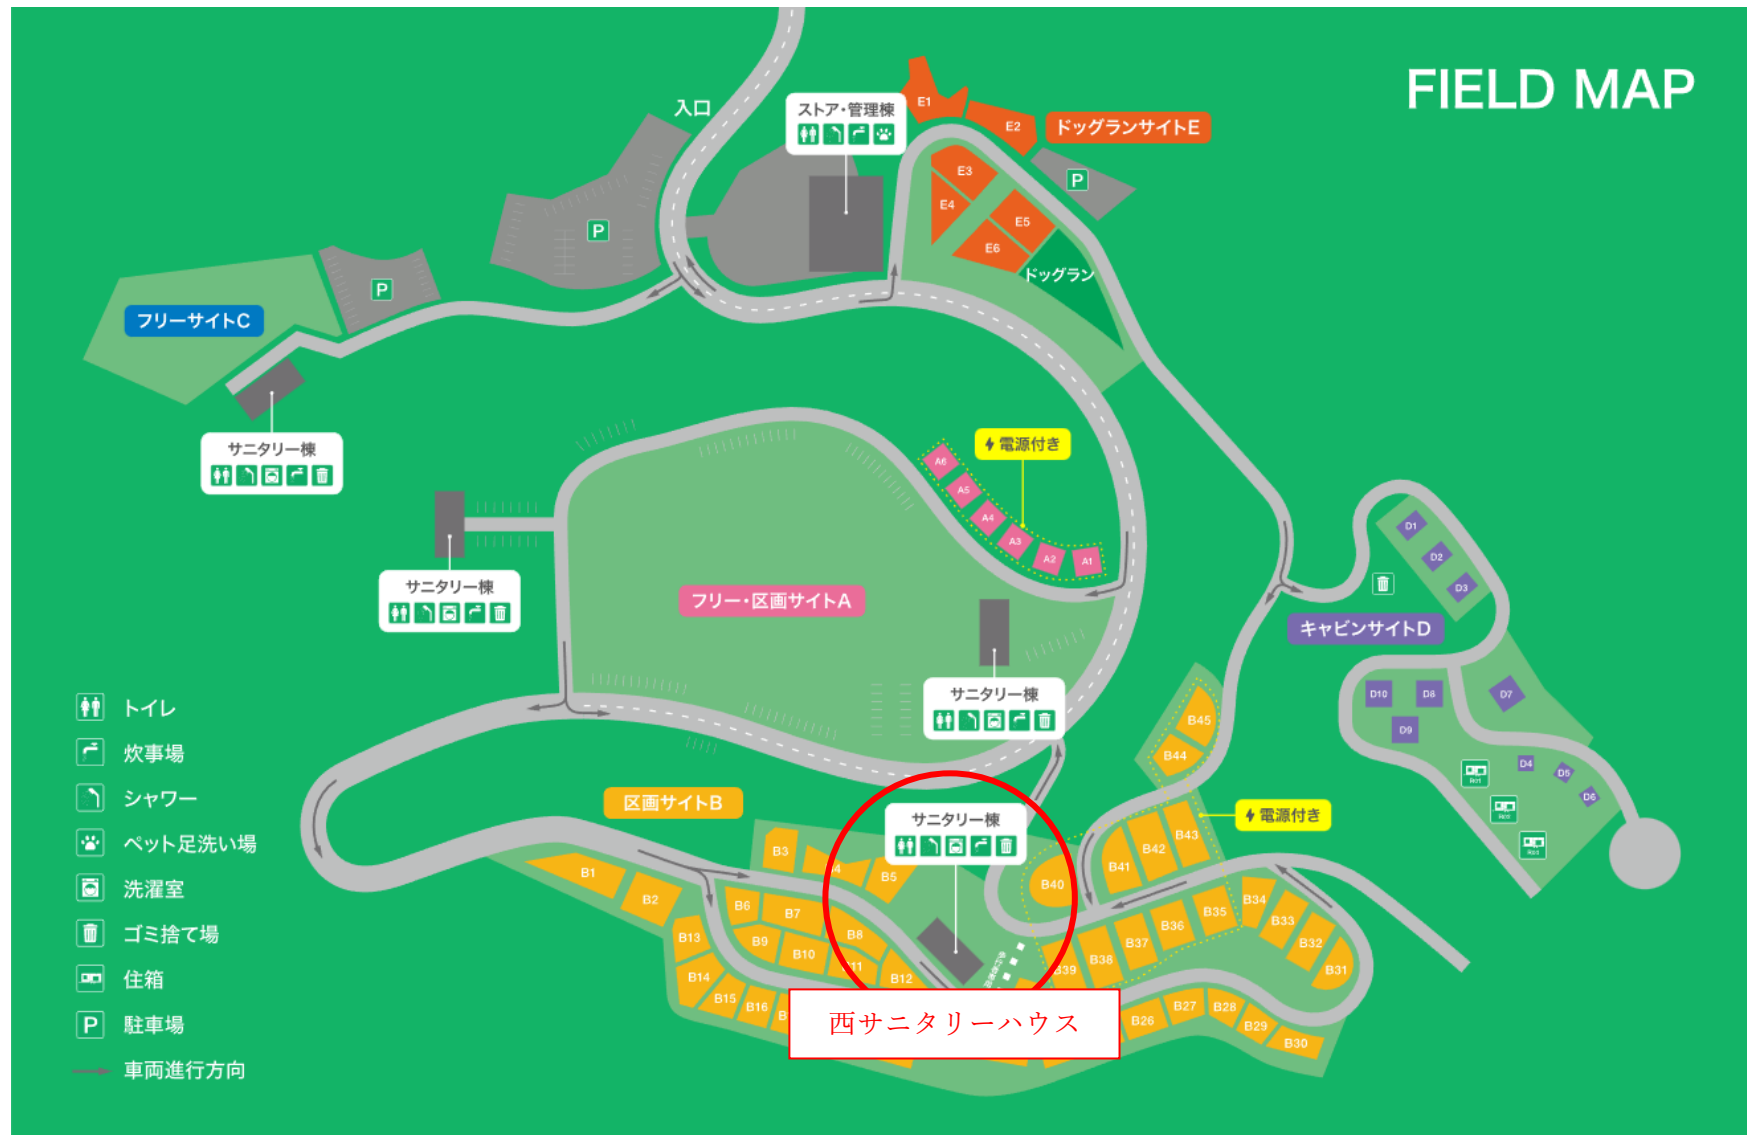 FIELD MAP
入口
ストア・管理棟
E1
E2
ドッグランサイトE
P
E3
E4
E5
E6
ドッグラン
P
P
フリーサイトC
サニタリー棟
電源付き
A6
A5
A4
A3
A2
A1
サニタリー棟
フリー・区画サイトA
サニタリー棟
D1
D2
D3
キャビンサイトD
D10
D8
D7
D9
D4
D5
D6
B45
B44
電源付き
区画サイトB
サニタリー棟
B43
B42
B41
B40
B3
B5
B1
B2
B6
B7
B8
B9
B10
B11
B12
B13
B14
B15
B16
B34
B35
B33
B36
B32
B37
B38
B31
B39
B26
B27
B28
B29
B30
西サニタリーハウス
トイレ
炊事場
シャワー
ペット足洗い場
洗濯室
ゴミ捨て場
住箱
P 駐車場
車両進行方向